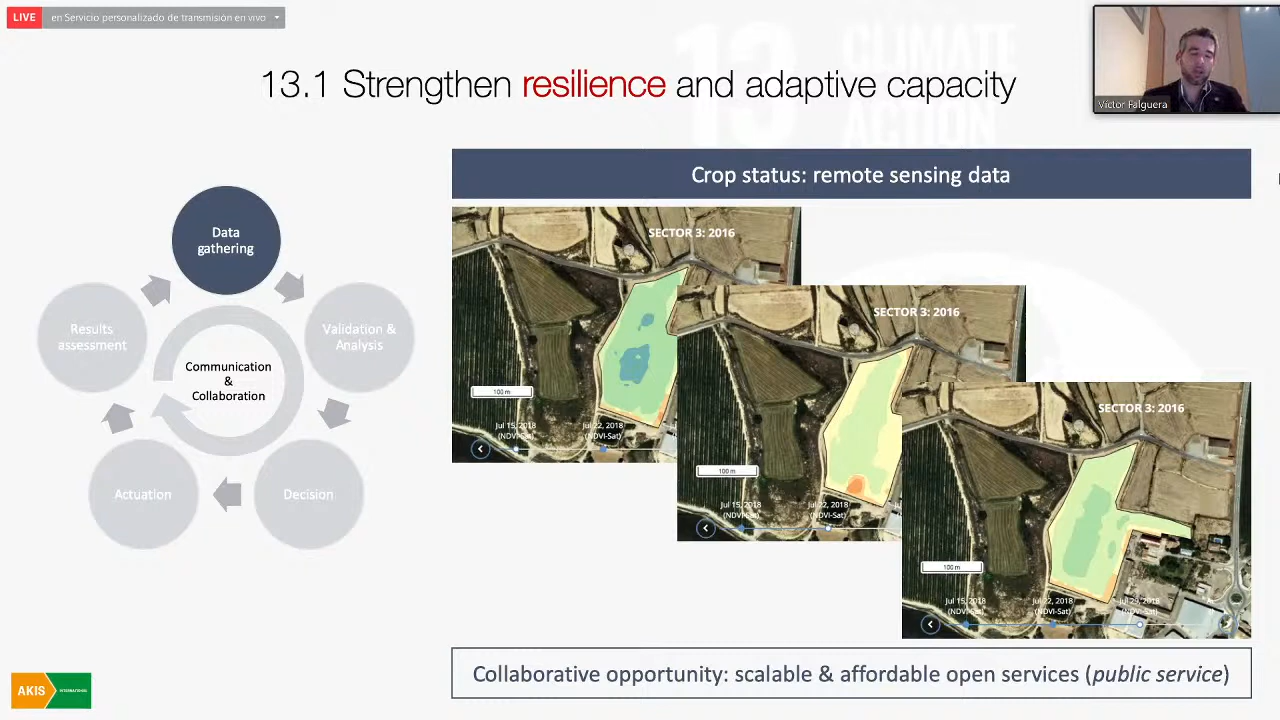 LIVE en Servicio personalizado de transmisión en vivo
13 CLIMATE ACTION
13.1 Strengthen resilience and adaptive capacity
Víctor Falguera
Crop status: remote sensing data
Data
gathering
Validation &
Analysis
Decision
Actuation
Results
assessment
Communication
&
Collaboration
SECTOR 3: 2016
100 m
Jul 15, 2018
(NDVI-Sat)
Jul 22, 2018
(NDVI-Sat)
SECTOR 3: 2016
100 m
Jul 15, 2018
(NDVI-Sat)
Jul 22, 2018
(NDVI-Sat)
SECTOR 3: 2016
100 m
Jul 15, 2018
(NDVI-Sat)
Jul 22, 2018
(NDVI-Sat)
Jul 29, 2018
(NDVI-Sat)
Collaborative opportunity: scalable & affordable open services (public service)
AKIS INTERNATIONAL